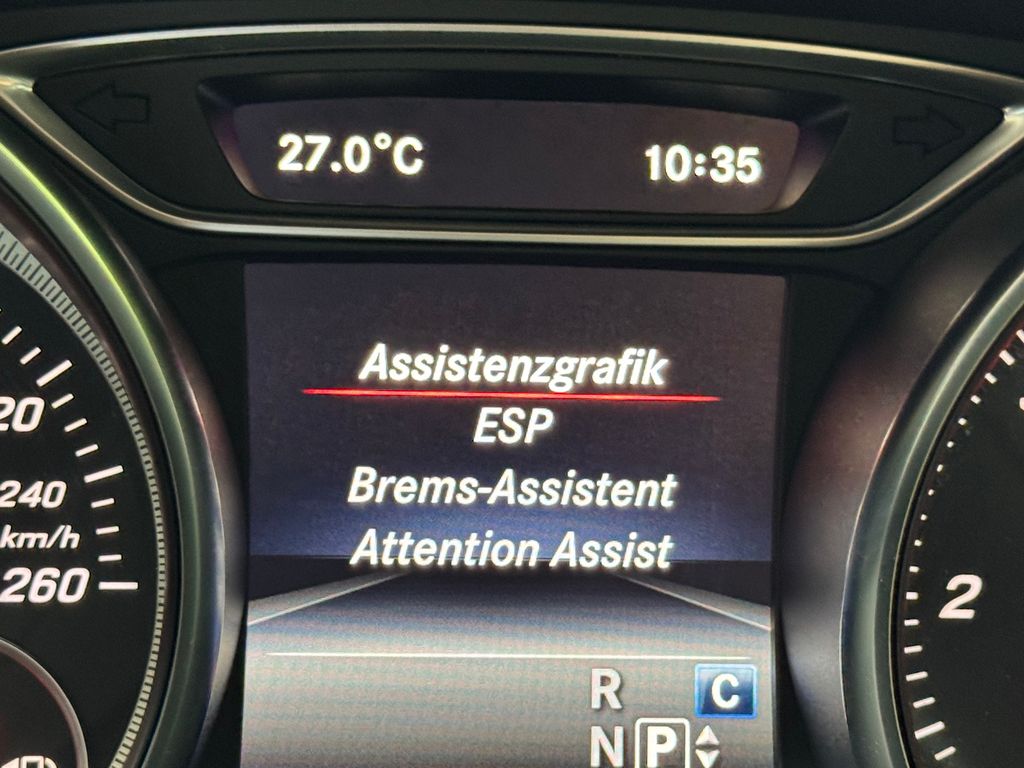 27.0°C 10:35
Assistenzgrafik
ESP
Brems-Assistent
Attention Assist
20
240
km/h
260
2
R C
N P